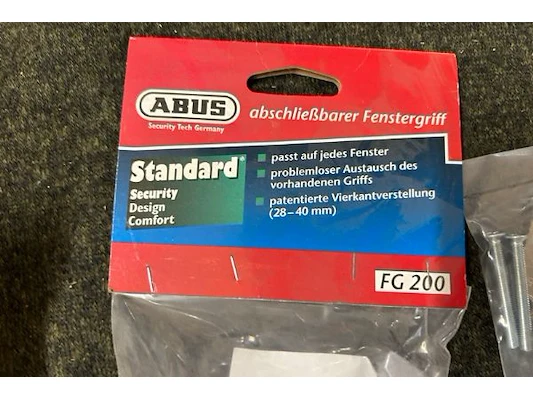 ABUS
Security Tech Germany
abschließbarer Fenstergriff
Standard
Security
Design
Comfort
passt auf jedes Fenster
problemloser Austausch des
vorhandenen Griffs
patentierte Vierkantverstellung
(28–40 mm)
FG 200